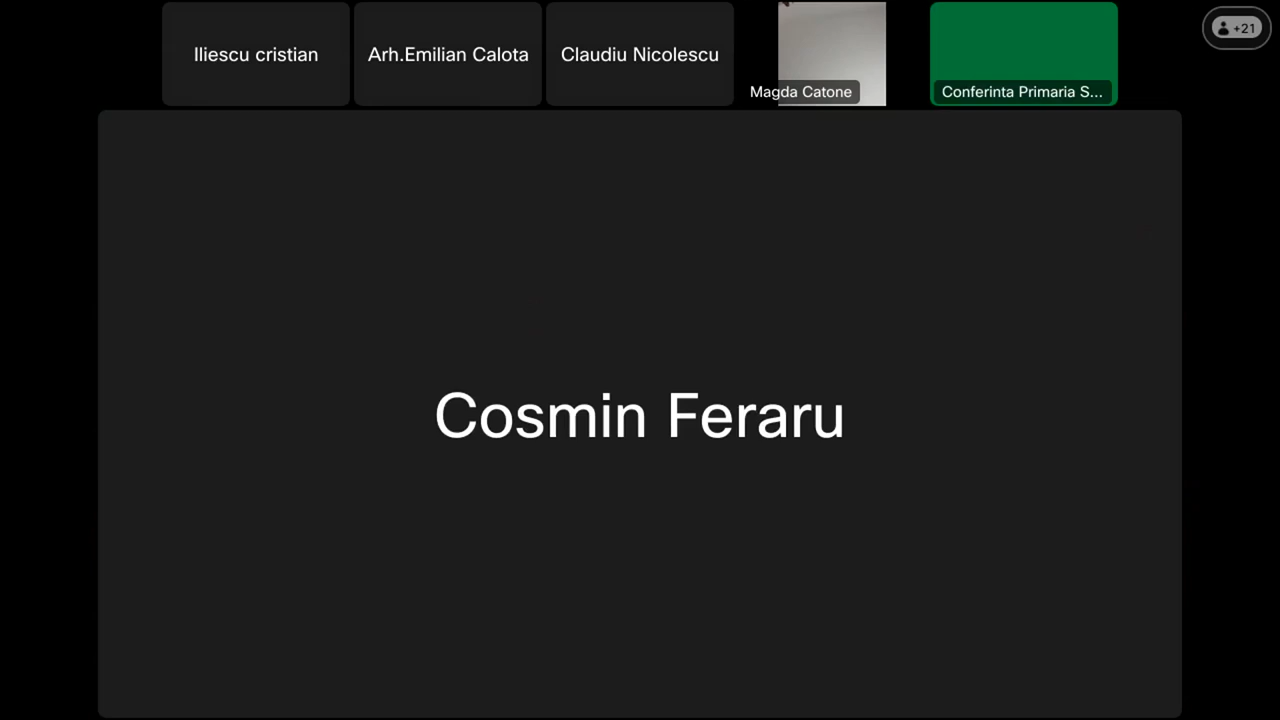 Iliescu cristian
Arh.Emilian Calota
Claudiu Nicolescu
Magda Catone
Conferinta Primaria S...
+21
Cosmin Feraru